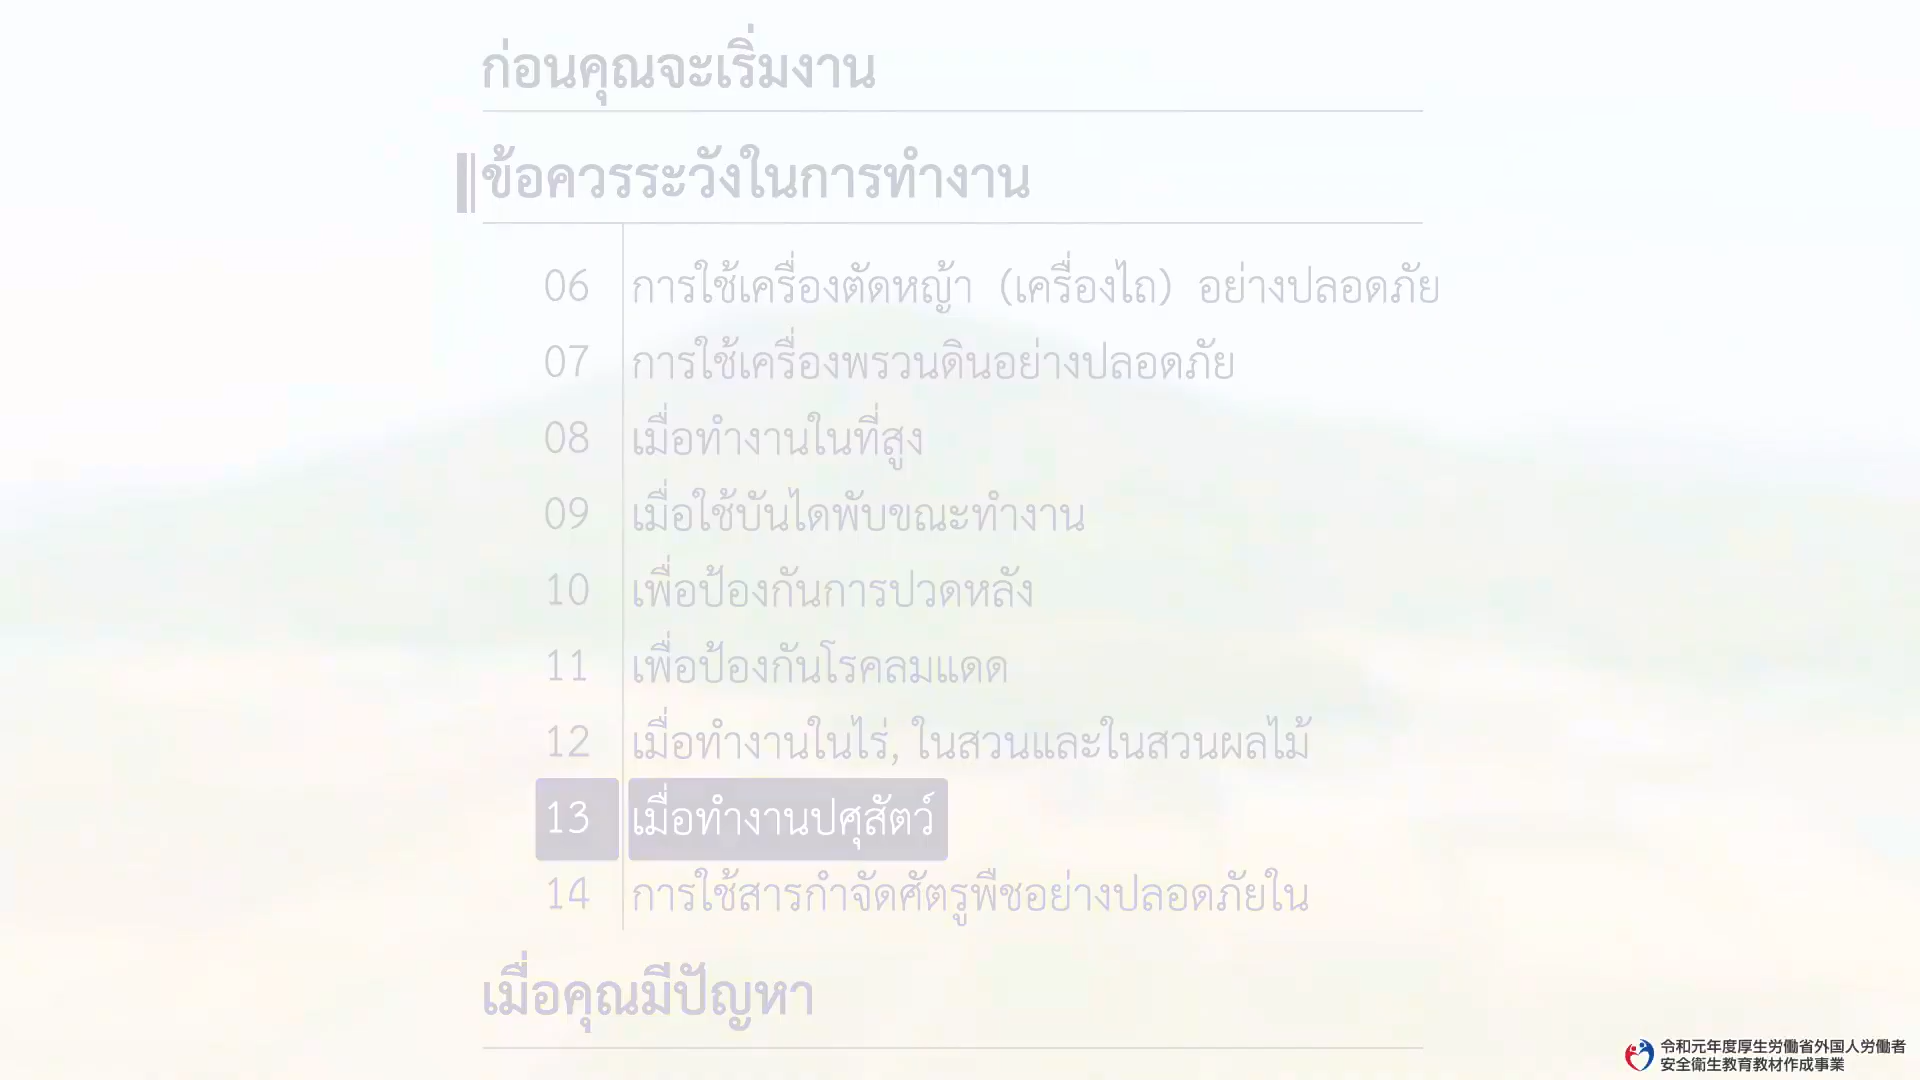 ก่อนคุณจะเริ่มงาน
ข้อควรระวังในการทำงาน
06 การใช้เครื่องตัดหญ้า (เครื่องไถ) อย่างปลอดภัย
07 การใช้เครื่องพรวนดินอย่างปลอดภัย
08 เมื่อทำงานในที่สูง
09 เมื่อใช้บันไดพับขณะทำงาน
10 เพื่อป้องกันการปวดหลัง
11 เพื่อป้องกันโรคลมแดด
12 เมื่อทำงานในไร่, ในสวนและในสวนผลไม้
13 เมื่อทำงานปศุสัตว์
14 การใช้สารกำจัดศัตรูพืชอย่างปลอดภัยใน
เมื่อคุณมีปัญหา
令和元年度厚生労働省外国人労働者
安全衛生教育教材作成事業